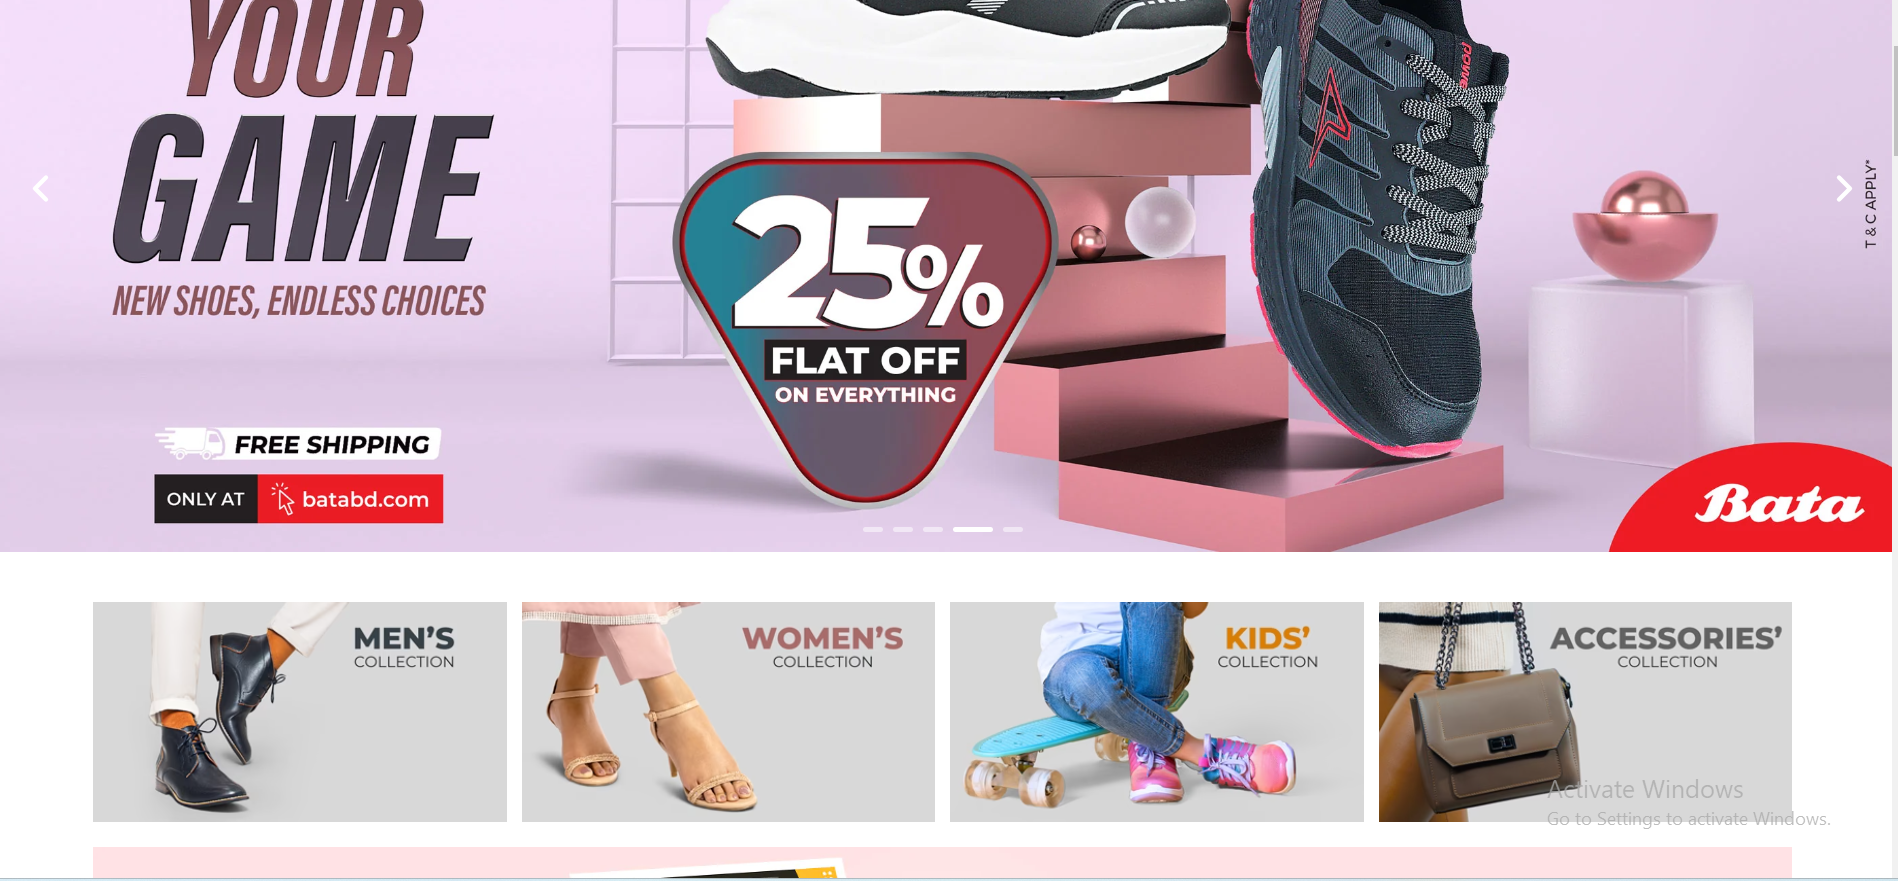 YOUR
GAME
NEW SHOES, ENDLESS CHOICES
FREE SHIPPING
ONLY AT batabd.com
25%
FLAT OFF
ON EVERYTHING
power
T & C APPLY*
Bata
MEN'S
COLLECTION
WOMEN'S
COLLECTION
KIDS'
COLLECTION
ACCESSORIES'
COLLECTION
Activate Windows
Go to Settings to activate Windows.